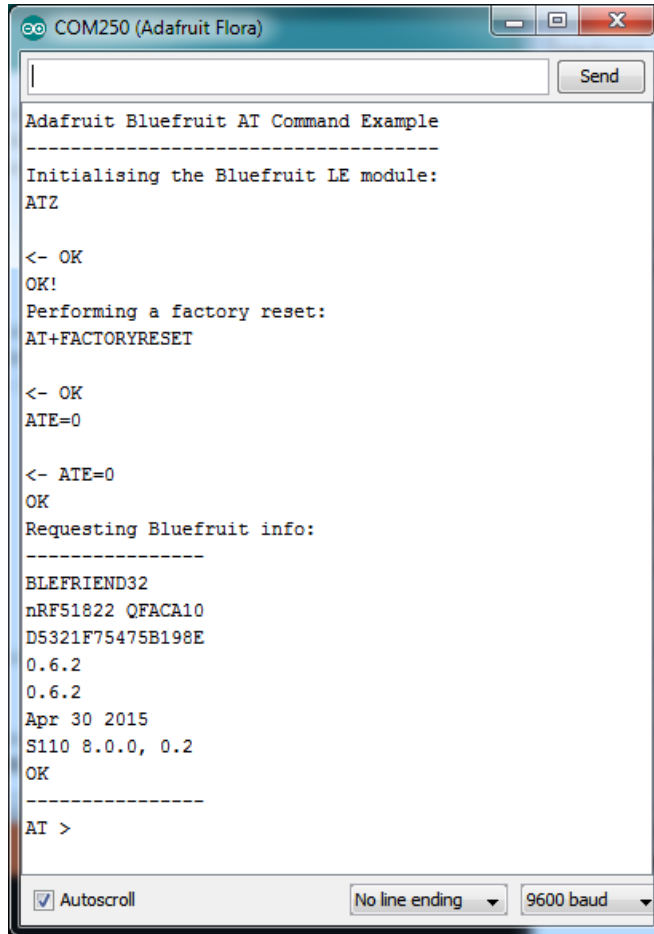 COM250 (Adafruit Flora)
Send
Adafruit Bluefruit AT Command Example
-------------------------------------
Initialising the Bluefruit LE module:
ATZ
<- OK
OK!
Performing a factory reset:
AT+FACTORYRESET
<- OK
ATE=0
<- ATE=0
OK
Requesting Bluefruit info:
----------------
BLEFRIEND32
nRF51822 QFACA10
D5321F75475B198E
0.6.2
0.6.2
Apr 30 2015
S110 8.0.0, 0.2
OK
----------------
AT >
Autoscroll No line ending 9600 baud